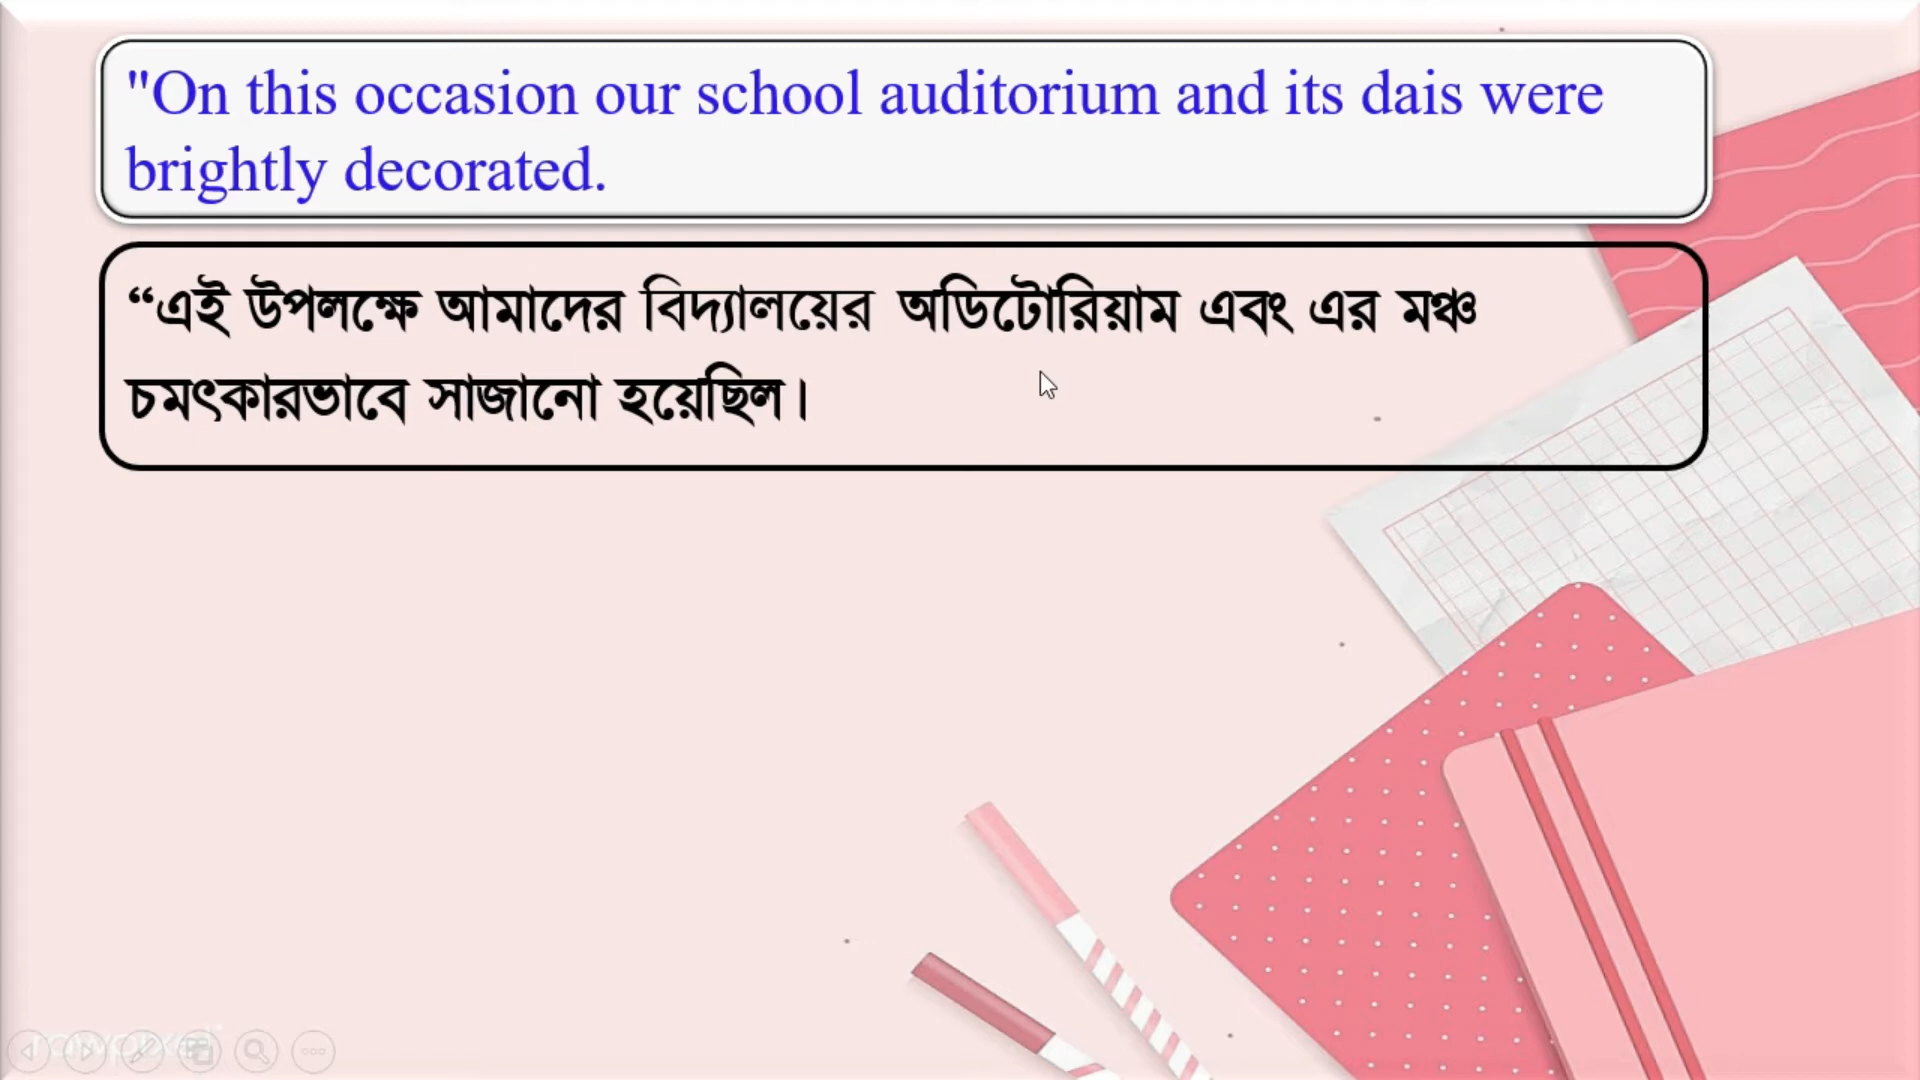 "On this occasion our school auditorium and its dais were
brightly decorated.
“এই উপলক্ষে আমাদের বিদ্যালয়ের অডিটোরিয়াম এবং এর মঞ্চ
চমৎকারভাবে সাজানো হয়েছিল।